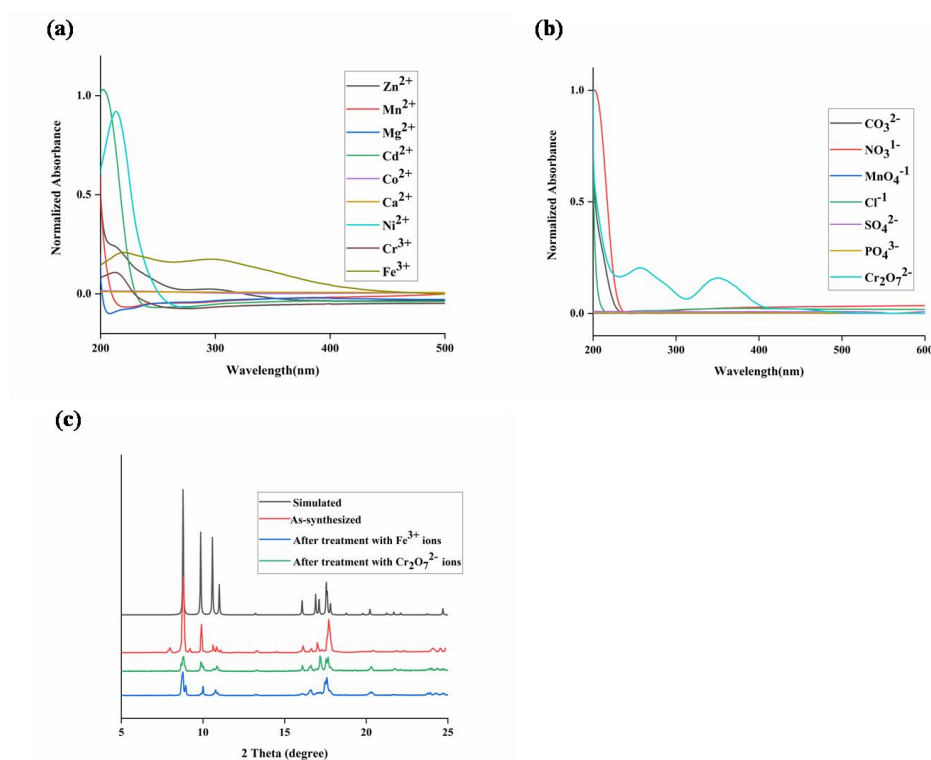 (a)
Normalized Absorbance
1.0
0.5
0.0
200
300
400
500
Wavelength(nm)
Zn2+
Mn2+
Mg2+
Cd2+
Co2+
Ca2+
Ni2+
Cr3+
Fe3+
(b)
Normalized Absorbance
1.0
0.5
0.0
200
300
400
500
600
Wavelength(nm)
CO32-
NO31-
MnO4-1
Cl-1
SO42-
PO43-
Cr2O72-
(c)
Simulated
As-synthesized
After treatment with Fe3+ ions
After treatment with Cr2O72- ions
5
10
15
20
25
2 Theta (degree)